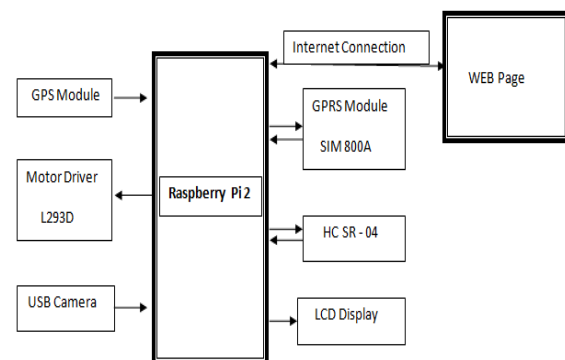 Internet Connection
WEB Page
GPS Module
GPRS Module
SIM 800A
Motor Driver
L293D
Raspberry Pi 2
HC SR - 04
USB Camera
LCD Display